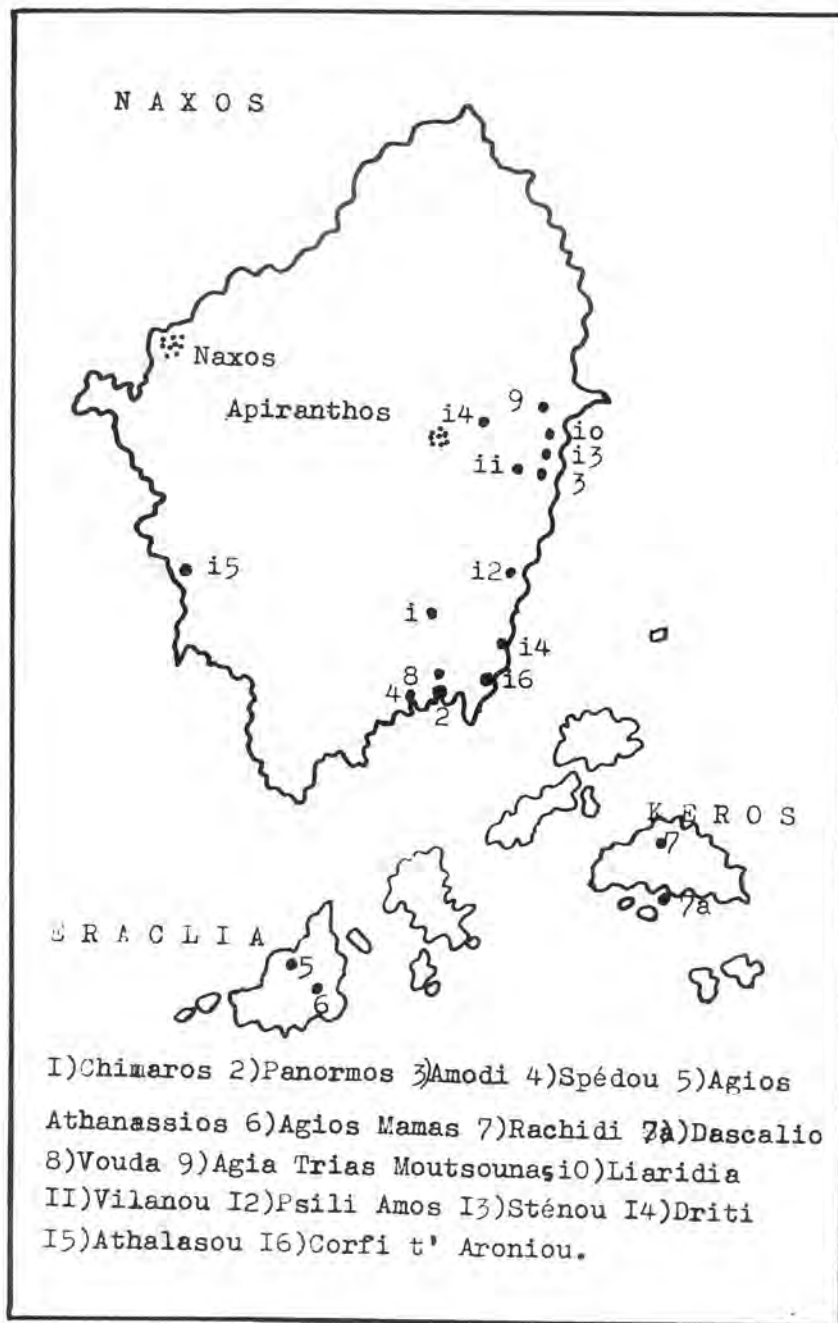 NAXOS
Naxos
Apiranthos
i4
9
io
i3
ii
3
i5
i2
i
i4
8
i6
4
2
KEROS
7
7a
ERACLIA
5
6
I)Chimaros 2)Panormos 3)Amodi 4)Spédou 5)Agios
Athanassios 6)Agios Mamas 7)Rachidi 7à)Dascalio
8)Vouda 9)Agia Trias Moutsounas iO)Liaridia
II)Vilanou I2)Psili Amos I3)Sténou I4)Driti
I5)Athalasou I6)Corfi t' Aroniou.